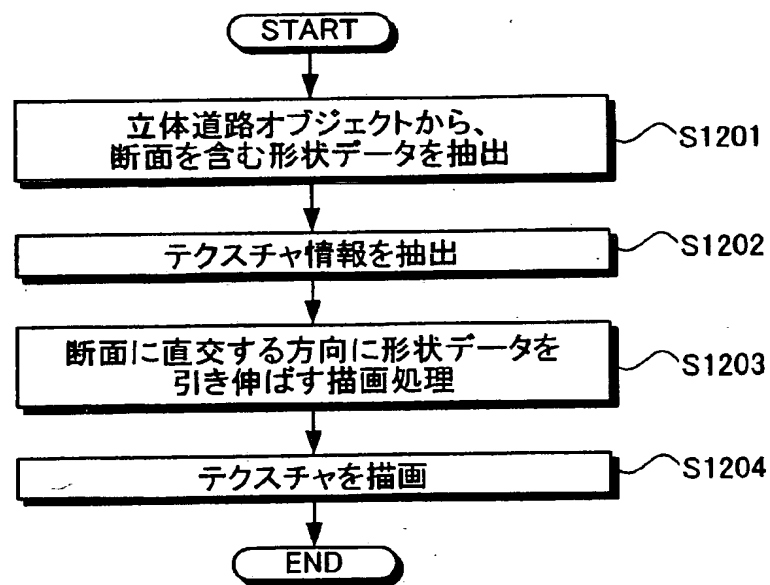 START
立体道路オブジェクトから、
断面を含む形状データを抽出
S1201
テクスチャ情報を抽出
S1202
断面に直交する方向に形状データを
引き伸ばす描画処理
S1203
テクスチャを描画
S1204
END